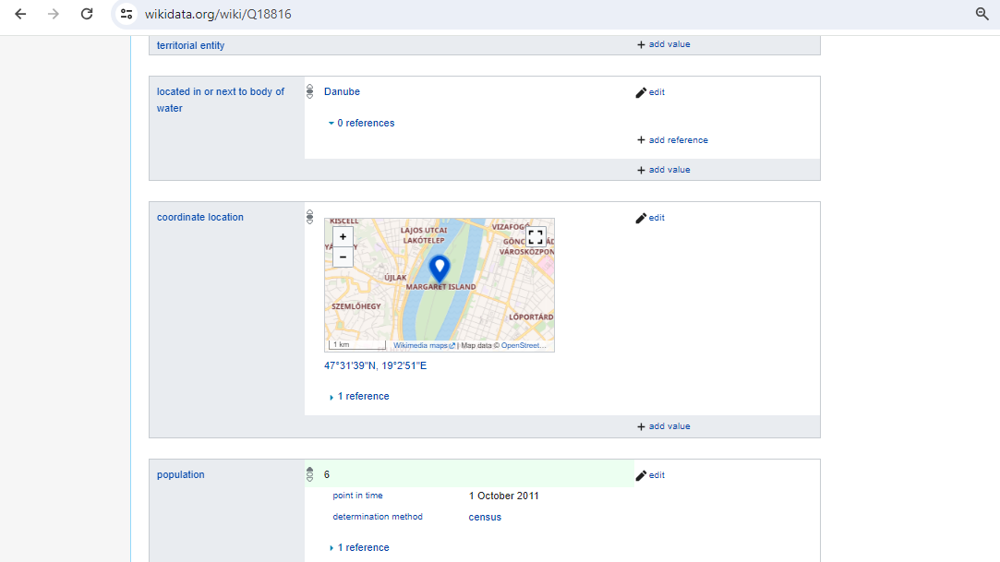 wikidata.org/wiki/Q18816
territorial entity
+ add value
located in or next to body of
water
Danube
edit
0 references
+ add reference
+ add value
coordinate location
edit
KISCELL
LAJOS UTCAI
LAKÓTELEP
VIZAFOGÓ
VÁROSKÖZPON
+
−
ÚJLAK
MARGARET ISLAND
SZEMLŐHEGY
LŐPORTÁRD
1 km
Wikimedia maps | Map data © OpenStreet...
47°31'39"N, 19°2'51"E
1 reference
+ add value
population
6
edit
point in time
1 October 2011
determination method
census
1 reference